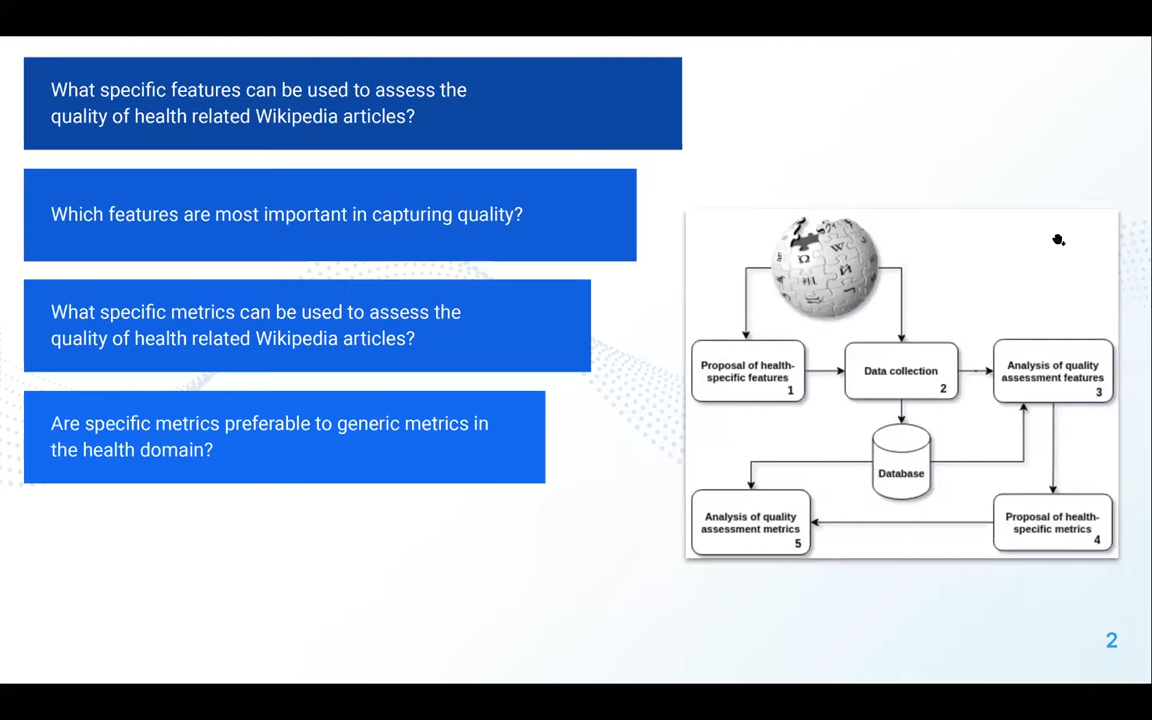 What specific features can be used to assess the
quality of health related Wikipedia articles?
Which features are most important in capturing quality?
What specific metrics can be used to assess the
quality of health related Wikipedia articles?
Are specific metrics preferable to generic metrics in
the health domain?
Ω
W
И
Proposal of health-
specific features
1
Data collection
2
Analysis of quality
assessment features
3
Database
Analysis of quality
assessment metrics
5
Proposal of health-
specific metrics
4
2